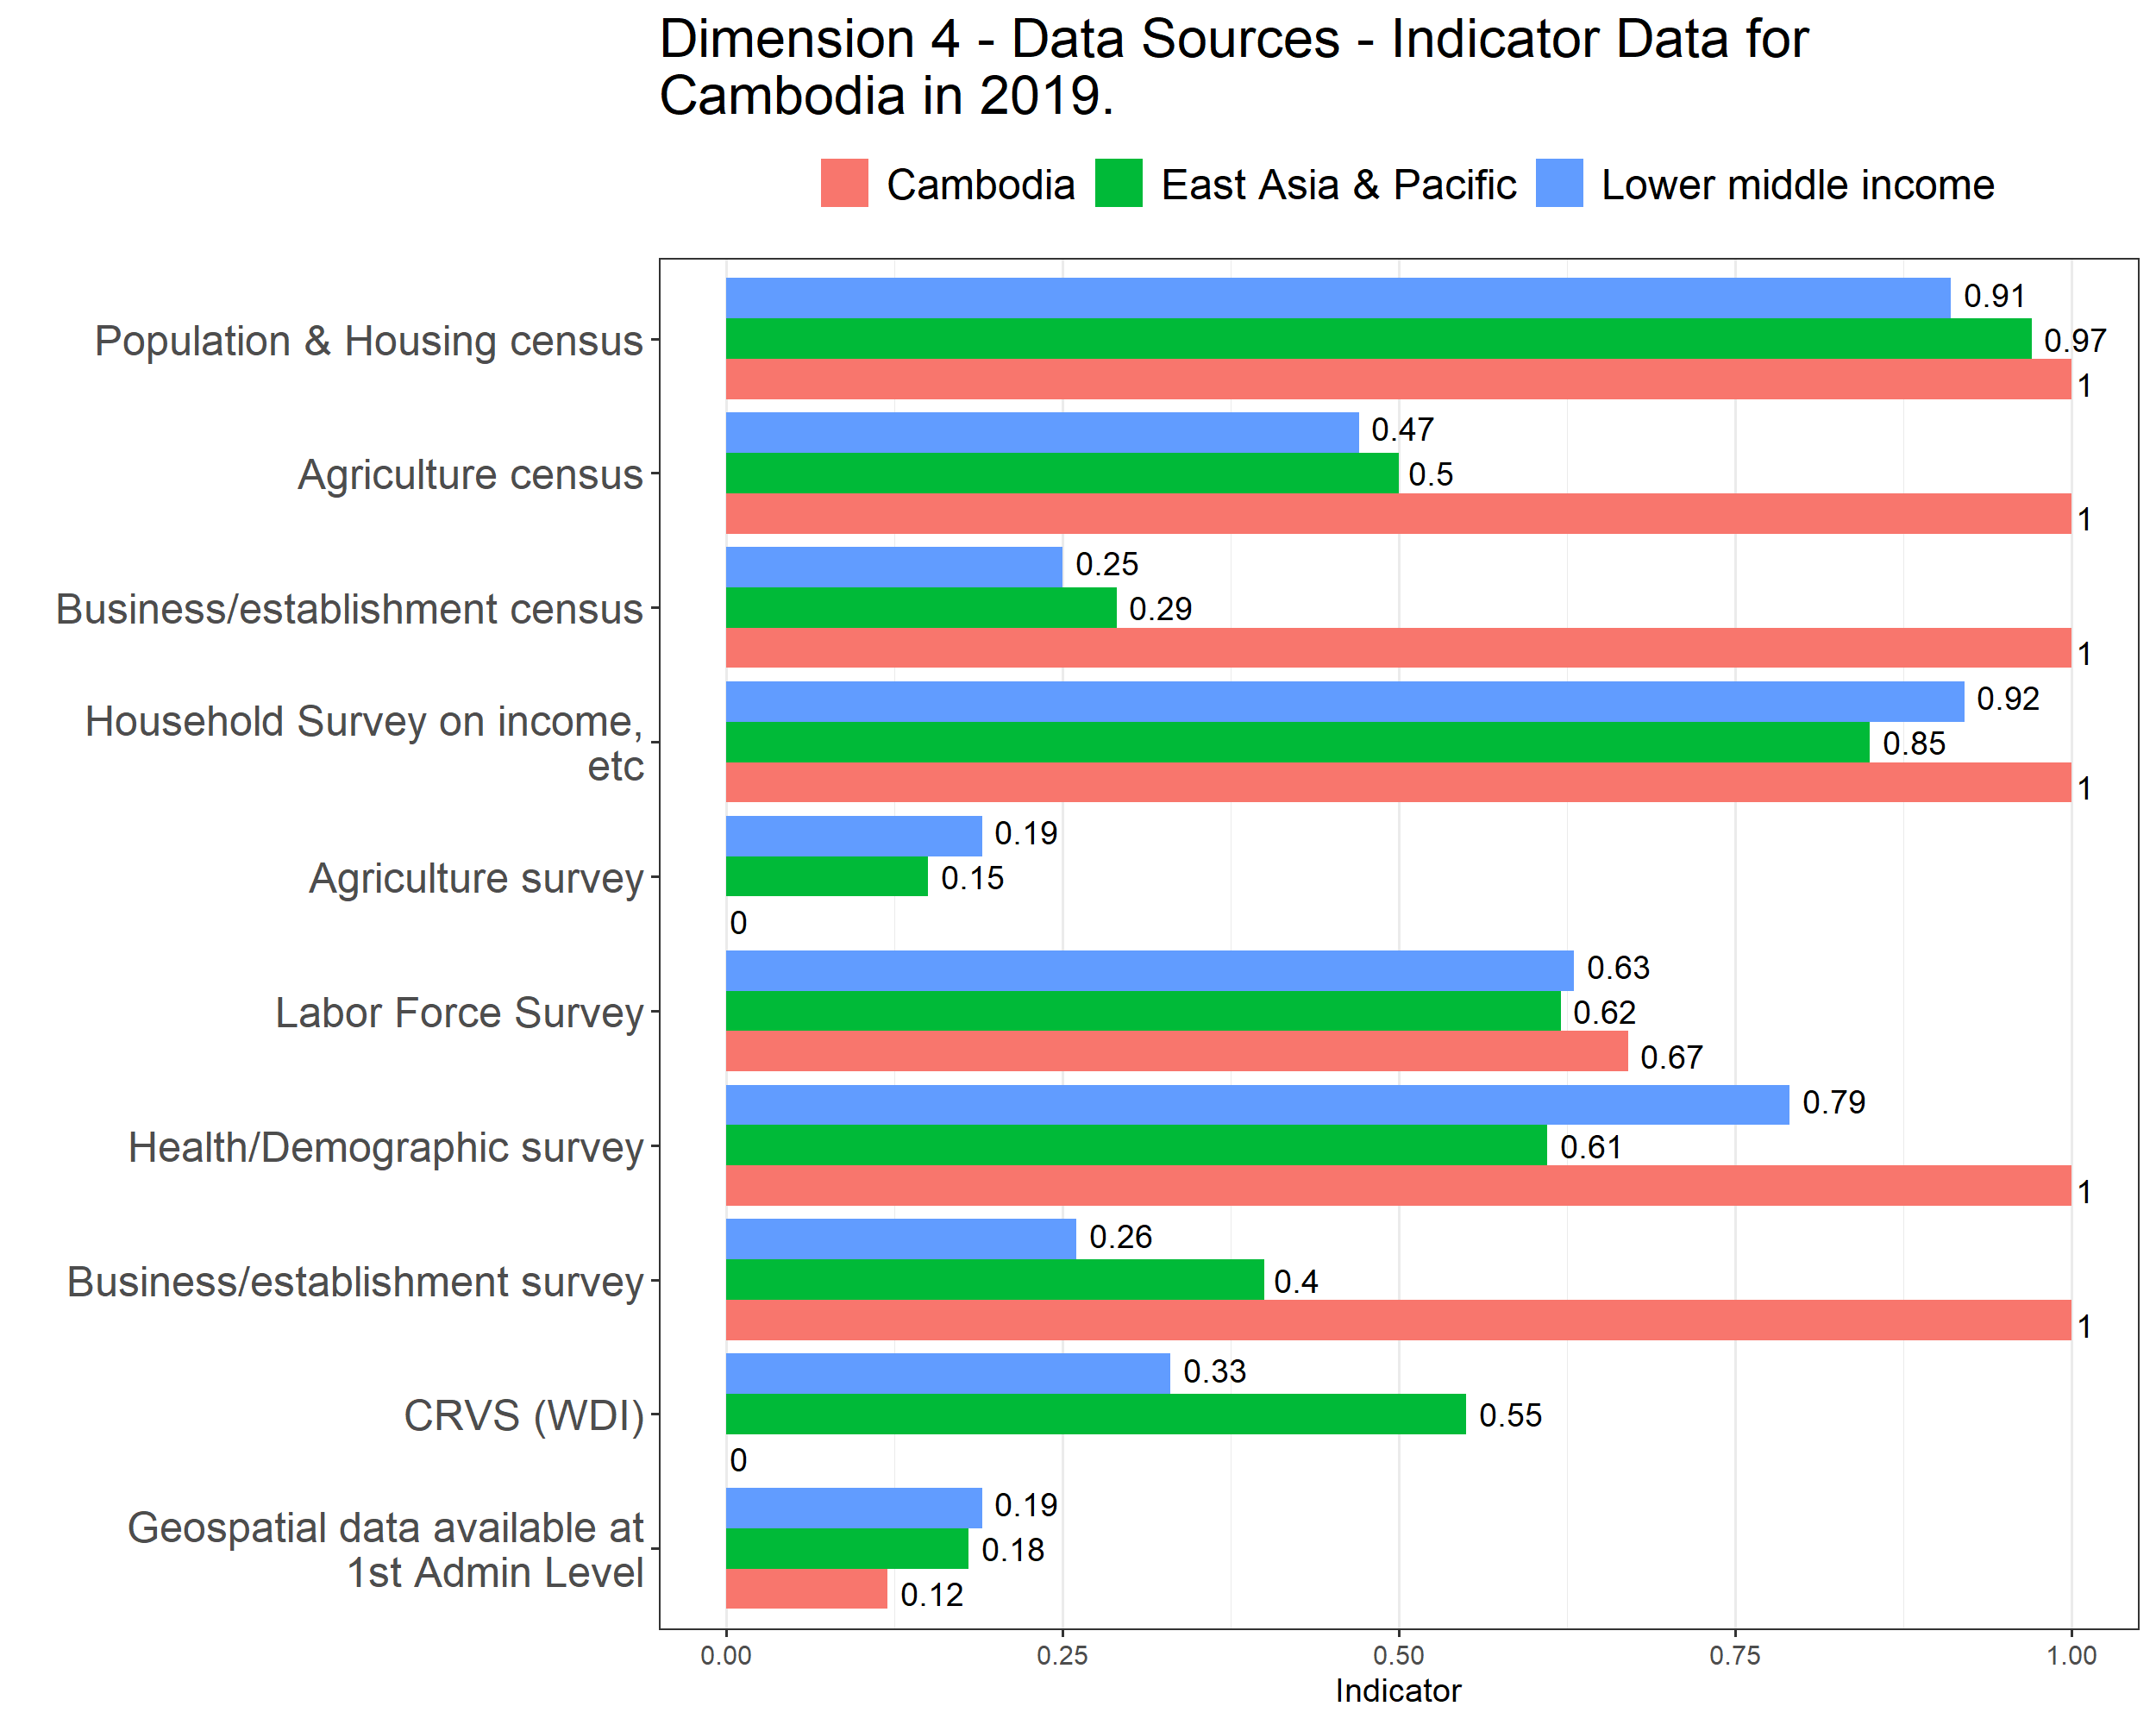 Dimension 4 - Data Sources - Indicator Data for
Cambodia in 2019.
Cambodia East Asia & Pacific Lower middle income
Population & Housing census
0.91
0.97
1
Agriculture census
0.47
0.5
1
Business/establishment census
0.25
0.29
1
Household Survey on income,
etc
0.92
0.85
1
Agriculture survey
0.19
0.15
0
Labor Force Survey
0.63
0.62
0.67
Health/Demographic survey
0.79
0.61
1
Business/establishment survey
0.26
0.4
1
CRVS (WDI)
0.33
0.55
0
Geospatial data available at
1st Admin Level
0.19
0.18
0.12
0.00 0.25 0.50 0.75 1.00
Indicator